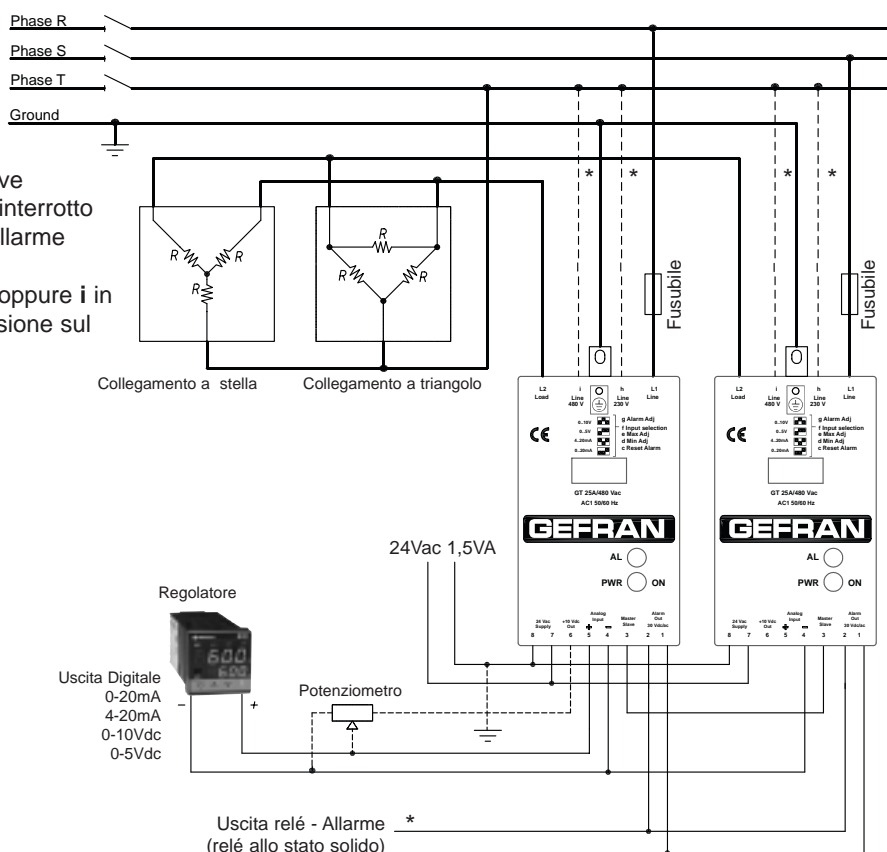 Phase R
Phase S
Phase T
Ground
ve
interrotto
llarme
oppure i in
sione sul
* * * *
R R R
R R R
Fusubile
Fusubile
Collegamento a stella
Collegamento a triangolo
L2 Load
i Line 480 V
h Line 230 V
L1 Line
0..10V
0..5V
4..20mA
0..20mA
g Alarm Adj
f Input selection
e Max Adj
d Min Adj
c Reset Alarm
CE
GT 25A/480 Vac
AC1 50/60 Hz
GEFRAN
AL
PWR ON
24 Vac Supply
+10 Vdc Out
Analog Input
+ -
Master Slave
Alarm Out
30 Vdc/ac
8 7 6 5 4 3 2 1
L2 Load
i Line 480 V
h Line 230 V
L1 Line
0..10V
0..5V
4..20mA
0..20mA
g Alarm Adj
f Input selection
e Max Adj
d Min Adj
c Reset Alarm
CE
GT 25A/480 Vac
AC1 50/60 Hz
GEFRAN
AL
PWR ON
24 Vac Supply
+10 Vdc Out
Analog Input
+ -
Master Slave
Alarm Out
30 Vdc/ac
8 7 6 5 4 3 2 1
24Vac 1,5VA
Regolatore
600
600
Uscita Digitale
0-20mA
4-20mA
0-10Vdc
0-5Vdc
- +
Potenziometro
Uscita relé - Allarme *
(relé allo stato solido)